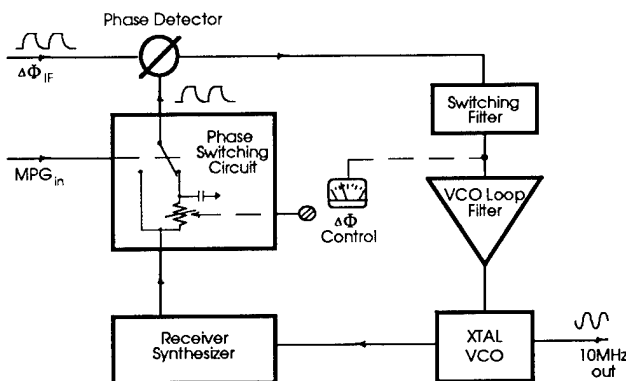 Phase Detector
ΔΦIF
Switching
Filter
Phase
Switching
Circuit
MPGin
VCO Loop
Filter
ΔΦ
Control
Receiver
Synthesizer
XTAL
VCO
10MHz
out